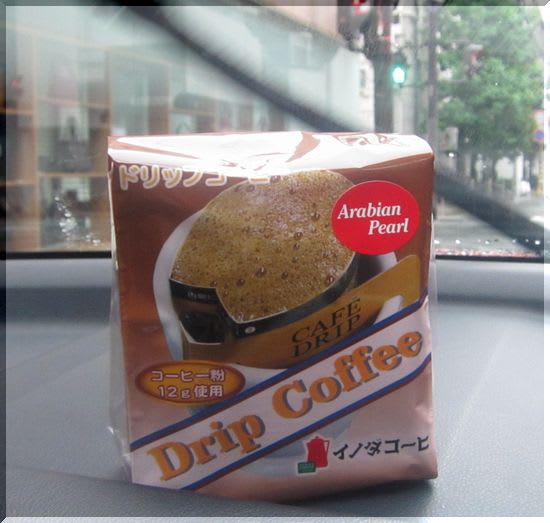 ドリップコーヒー
Arabian
Pearl
CAFÉ
DRIP
コーヒー粉
12g使用
Drip Coffee
イノダコーヒ